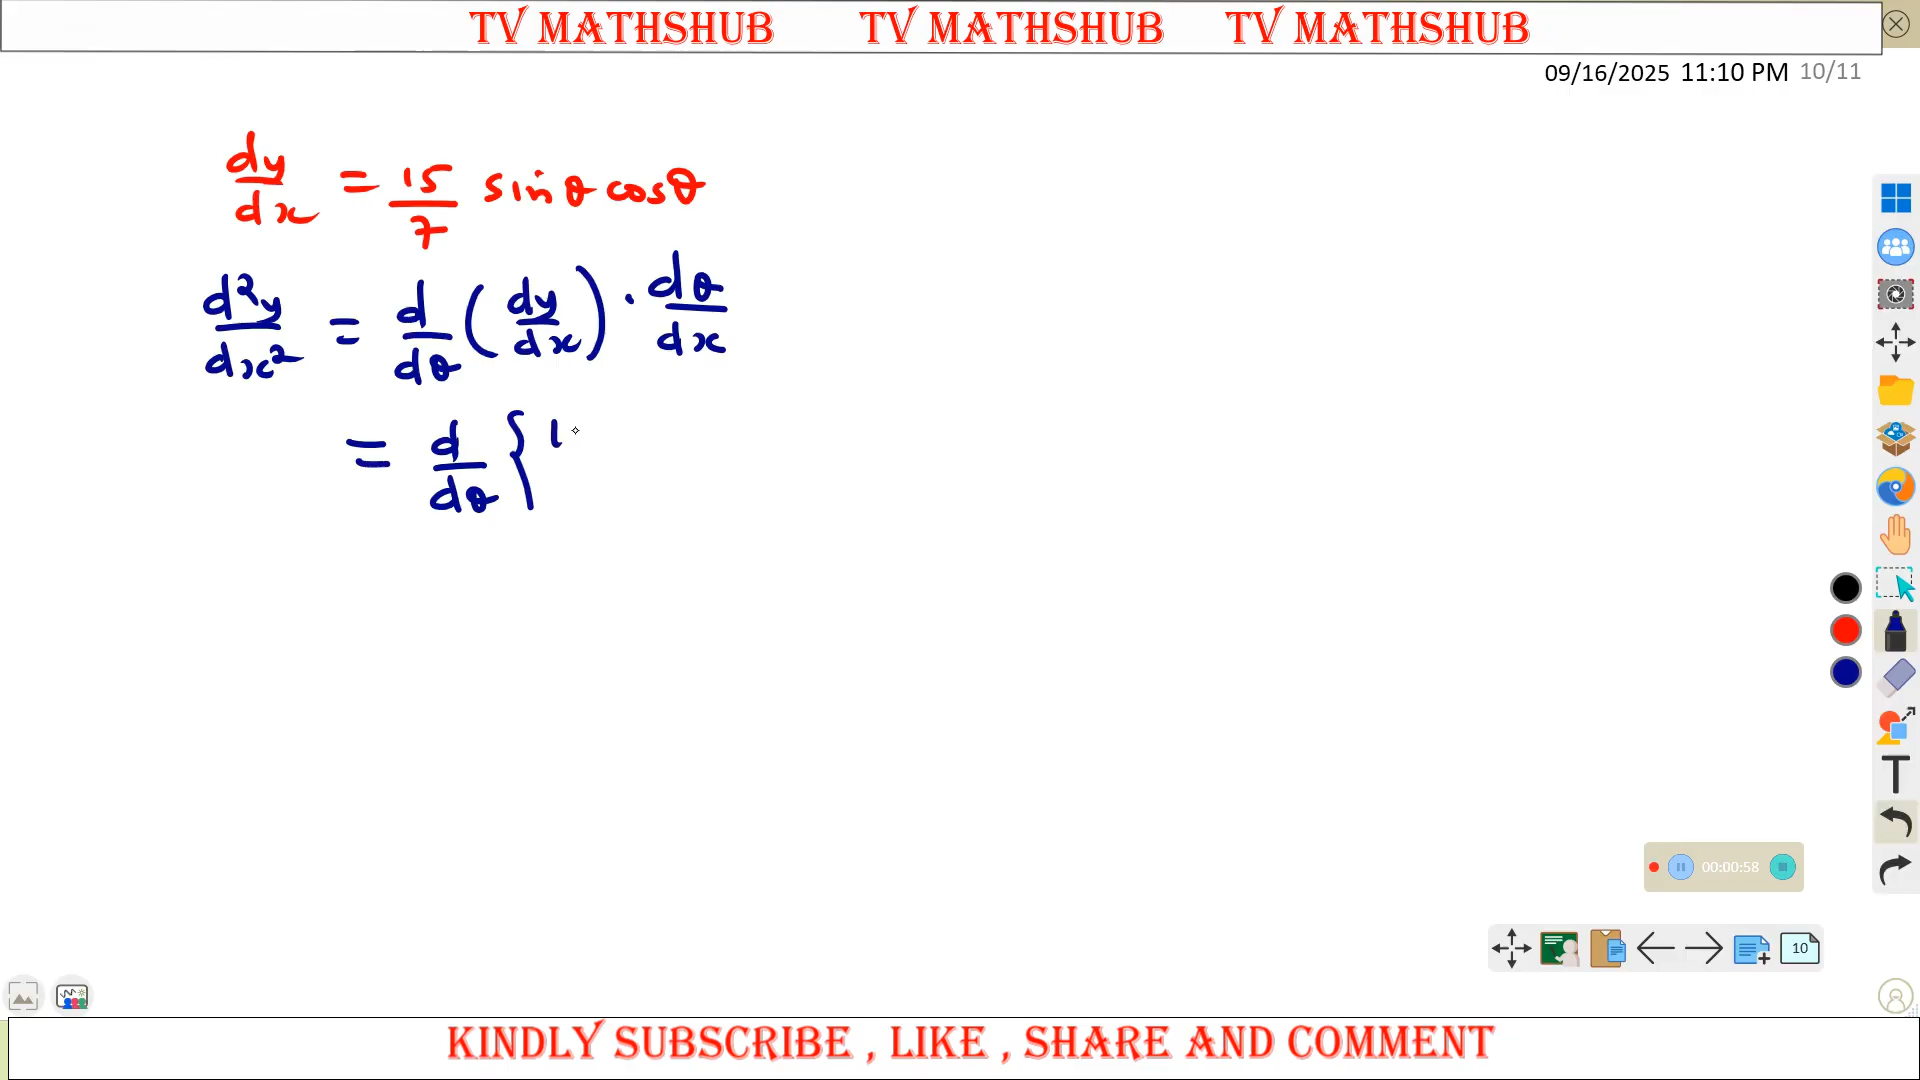 TV MATHSHUB TV MATHSHUB TV MATHSHUB
09/16/2025 11:10 PM 10/11
dy/dx = 15/7 sinθ cosθ
d²y/dx² = d/dθ (dy/dx) · dθ/dx
= d/dθ { 1
T
00:00:58
10
KINDLY SUBSCRIBE , LIKE , SHARE AND COMMENT